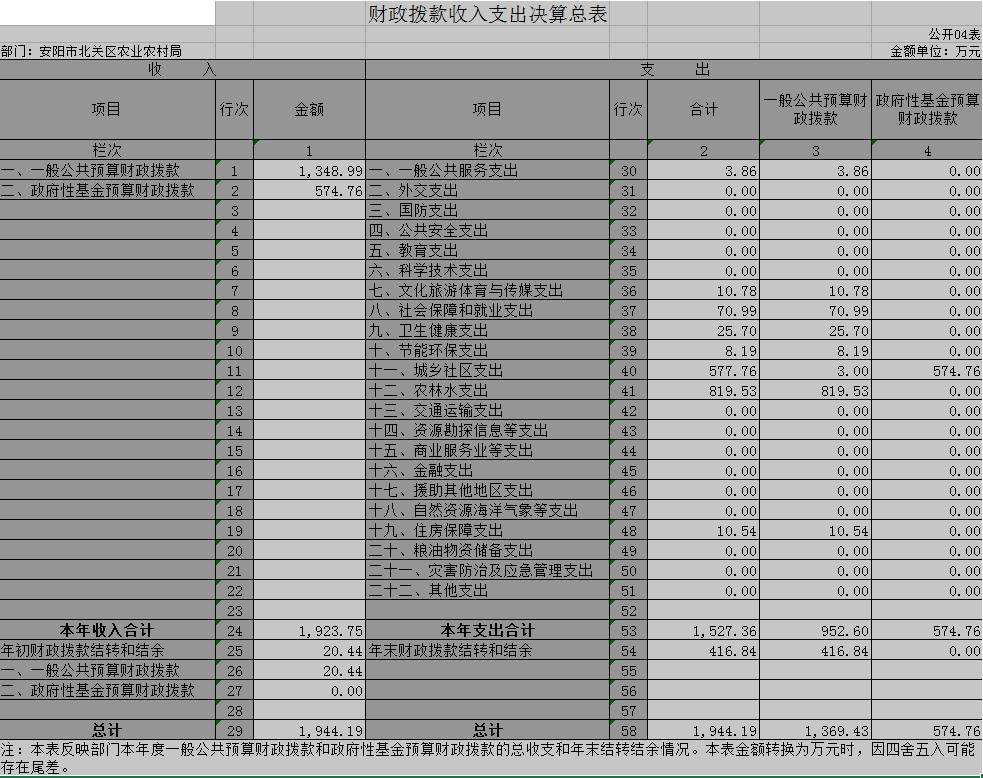 财政拨款收入支出决算总表
公开04表
部门：安阳市北关区农业农村局 金额单位：万元
收 入 支 出
项目 行次 金额 项目 行次 合计 一般公共预算财政拨款 政府性基金预算财政拨款
栏次 1 栏次 2 3 4
一、一般公共预算财政拨款 1 1,348.99 一、一般公共服务支出 30 3.86 3.86 0.00
二、政府性基金预算财政拨款 2 574.76 二、外交支出 31 0.00 0.00 0.00
3 三、国防支出 32 0.00 0.00 0.00
4 四、公共安全支出 33 0.00 0.00 0.00
5 五、教育支出 34 0.00 0.00 0.00
6 六、科学技术支出 35 0.00 0.00 0.00
7 七、文化旅游体育与传媒支出 36 10.78 10.78 0.00
8 八、社会保障和就业支出 37 70.99 70.99 0.00
9 九、卫生健康支出 38 25.70 25.70 0.00
10 十、节能环保支出 39 8.19 8.19 0.00
11 十一、城乡社区支出 40 577.76 3.00 574.76
12 十二、农林水支出 41 819.53 819.53 0.00
13 十三、交通运输支出 42 0.00 0.00 0.00
14 十四、资源勘探信息等支出 43 0.00 0.00 0.00
15 十五、商业服务业等支出 44 0.00 0.00 0.00
16 十六、金融支出 45 0.00 0.00 0.00
17 十七、援助其他地区支出 46 0.00 0.00 0.00
18 十八、自然资源海洋气象等支出 47 0.00 0.00 0.00
19 十九、住房保障支出 48 10.54 10.54 0.00
20 二十、粮油物资储备支出 49 0.00 0.00 0.00
21 二十一、灾害防治及应急管理支出 50 0.00 0.00 0.00
22 二十二、其他支出 51 0.00 0.00 0.00
23 52
本年收入合计 24 1,923.75 本年支出合计 53 1,527.36 952.60 574.76
年初财政拨款结转和结余 25 20.44 年末财政拨款结转和结余 54 416.84 416.84 0.00
一、一般公共预算财政拨款 26 20.44 55
二、政府性基金预算财政拨款 27 0.00 56
28 57
总计 29 1,944.19 总计 58 1,944.19 1,369.43 574.76
注：本表反映部门本年度一般公共预算财政拨款和政府性基金预算财政拨款的总收支和年末结转结余情况。本表金额转换为万元时，因四舍五入可能
存在尾差。